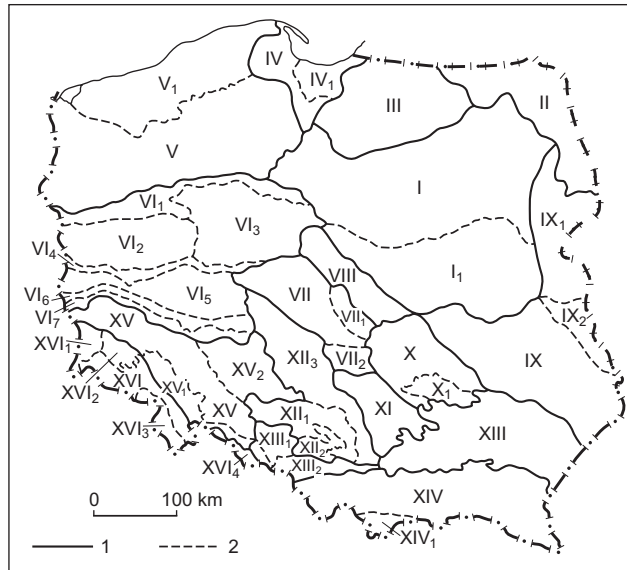 IV
V₁
IV₁
III
II
V
I
VI₁
IX₁
VI₃
VI₂
VI₄
I₁
VIII
VI₅
VII
VI₆
IX₂
VII₁
VI₇
XV
X
IX
XVI₁
VII₂
XII₃
XV₂
X₁
XVI₂
XVI
XV₁
XI
XV
XII₁
XIII
XVI₃
XIII₁
XII₂
XVI₄
XIII₂
XIV
0 100 km
XIV₁
1 2